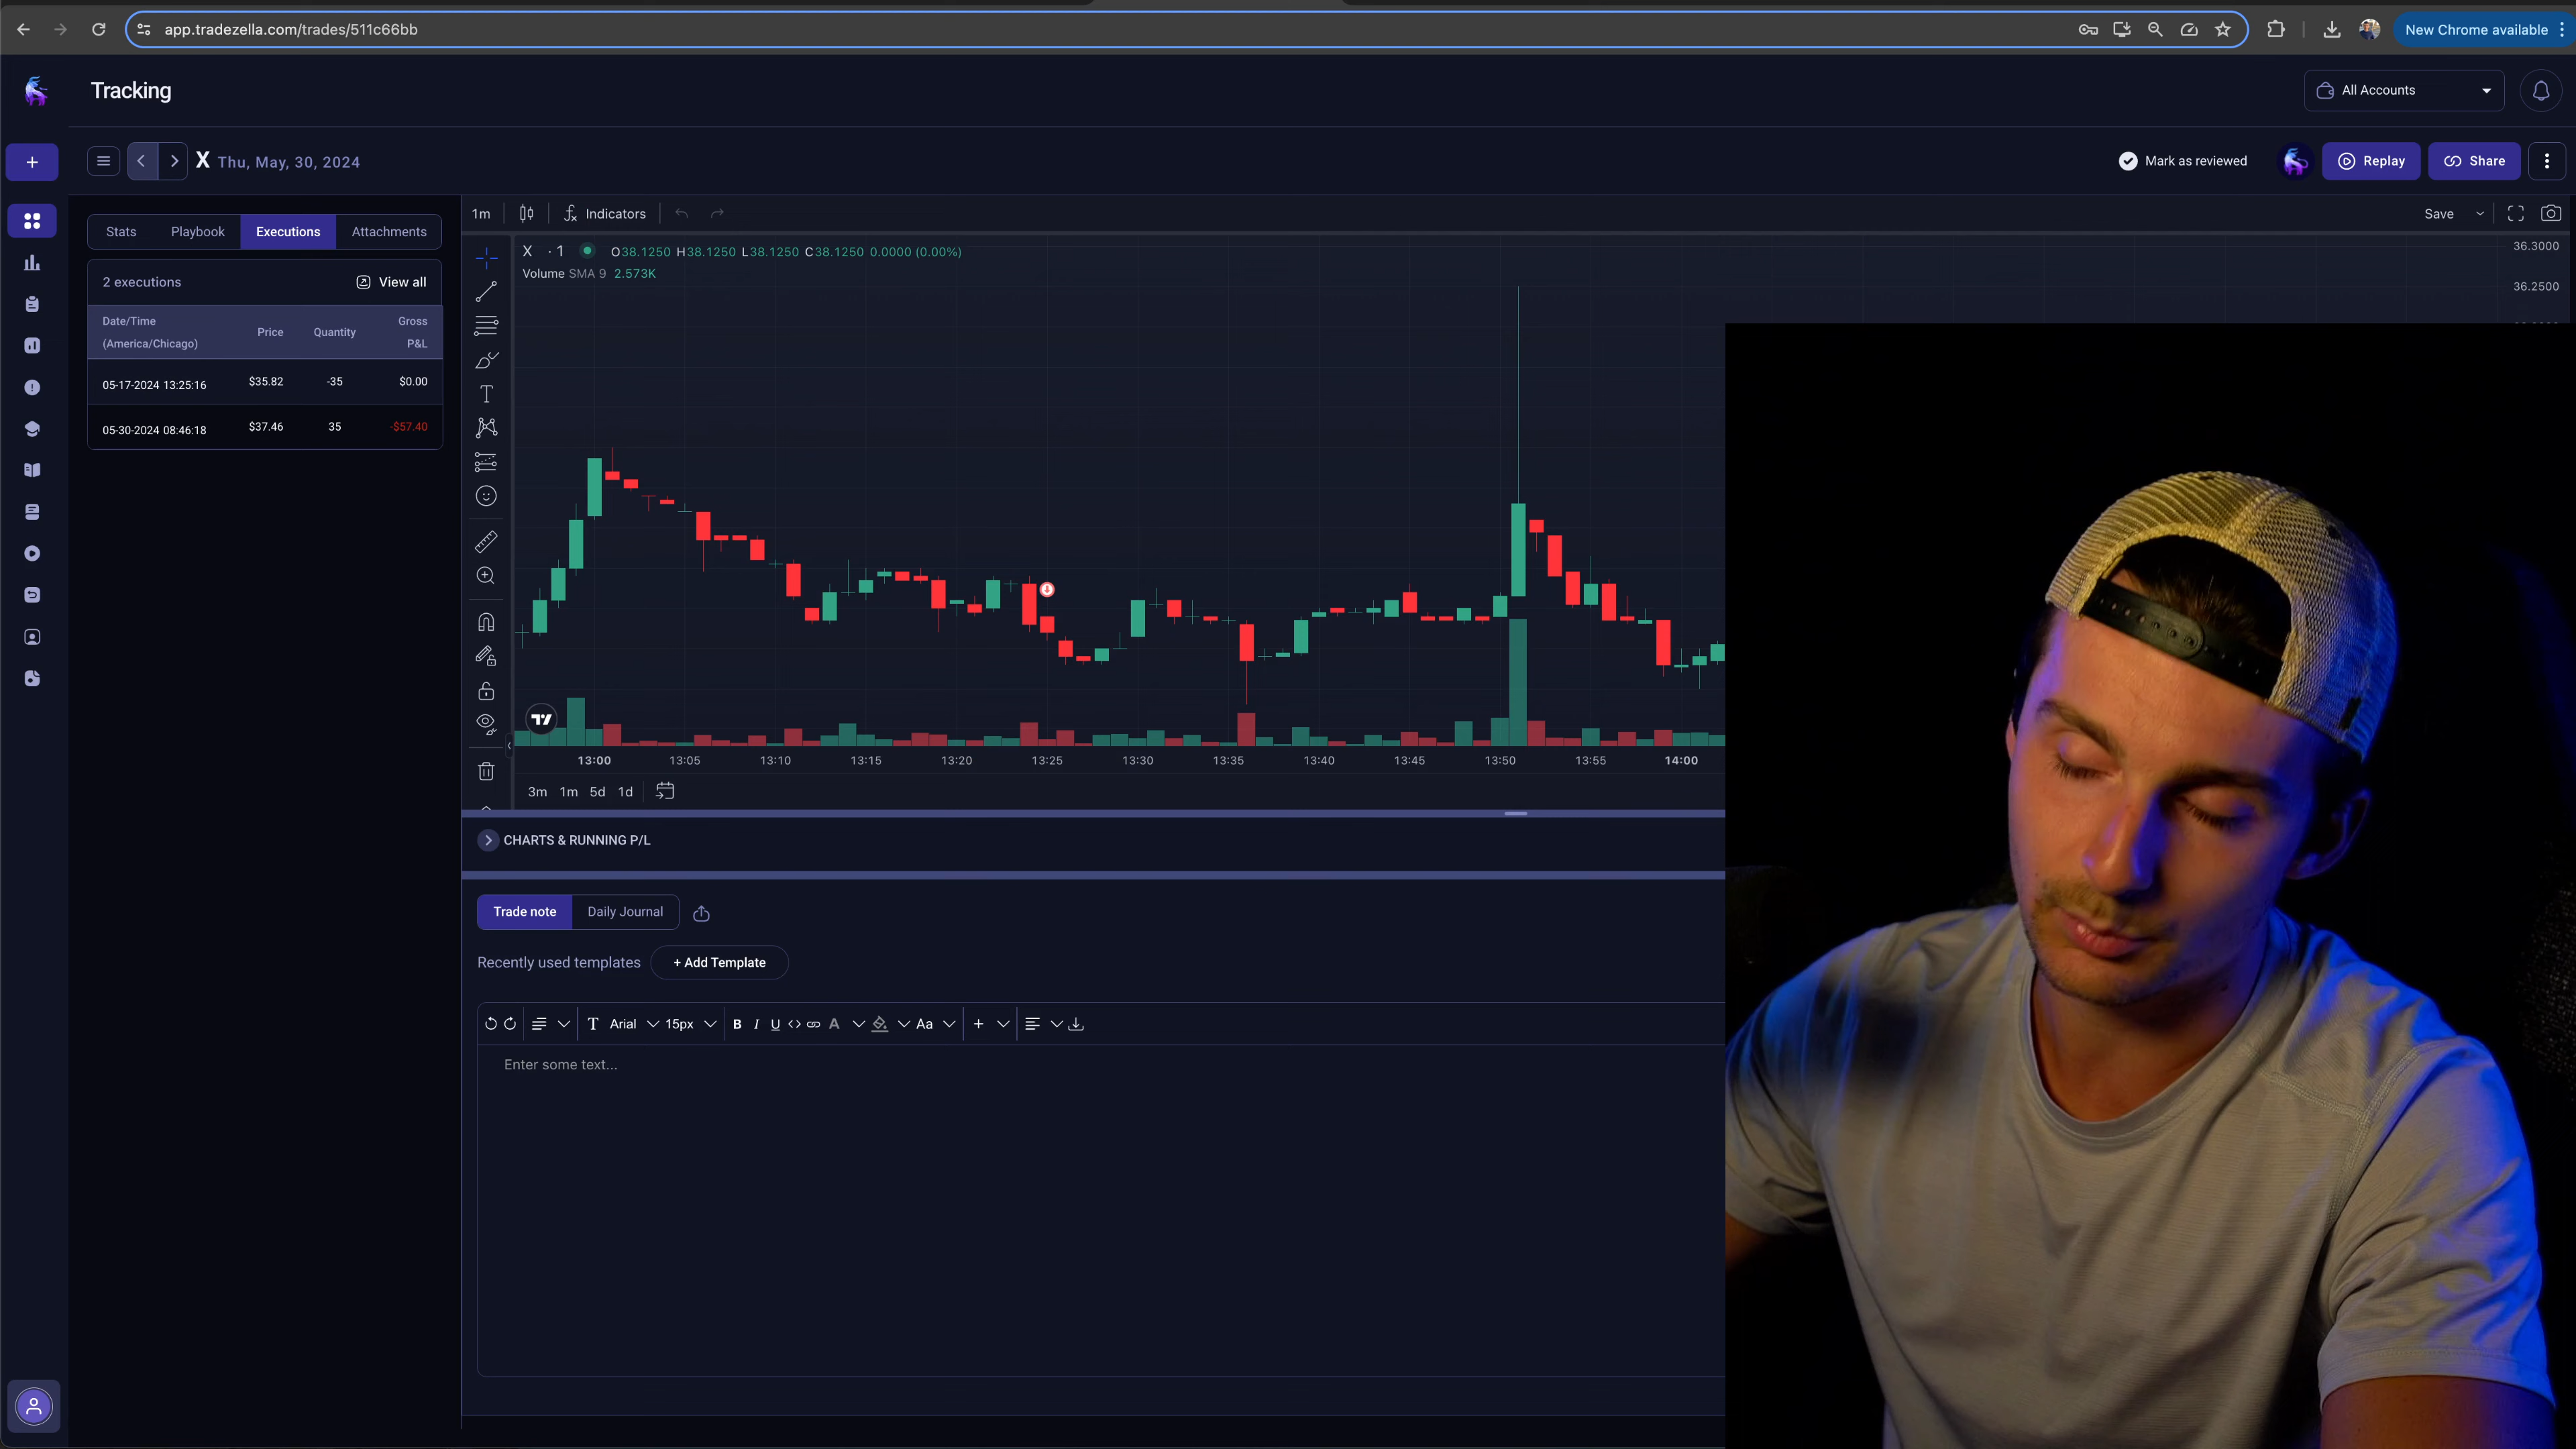 app.tradezella.com/trades/511c66bb
New Chrome available
Tracking
All Accounts
X Thu, May, 30, 2024
Mark as reviewed
Replay
Share
Stats Playbook Executions Attachments
2 executions View all
Date/Time (America/Chicago) Price Quantity Gross P&L
05-17-2024 13:25:16 $35.82 -35 $0.00
05-30-2024 08:46:18 $37.46 35 -$57.40
1m Indicators Save
X · 1 O38.1250 H38.1250 L38.1250 C38.1250 0.0000 (0.00%)
Volume SMA 9 2.573K
36.3000
36.2500
13:00 13:05 13:10 13:15 13:20 13:25 13:30 13:35 13:40 13:45 13:50 13:55 14:00
3m 1m 5d 1d
CHARTS & RUNNING P/L
Trade note Daily Journal
Recently used templates + Add Template
T Arial 15px B I U <> A Aa +
Enter some text...